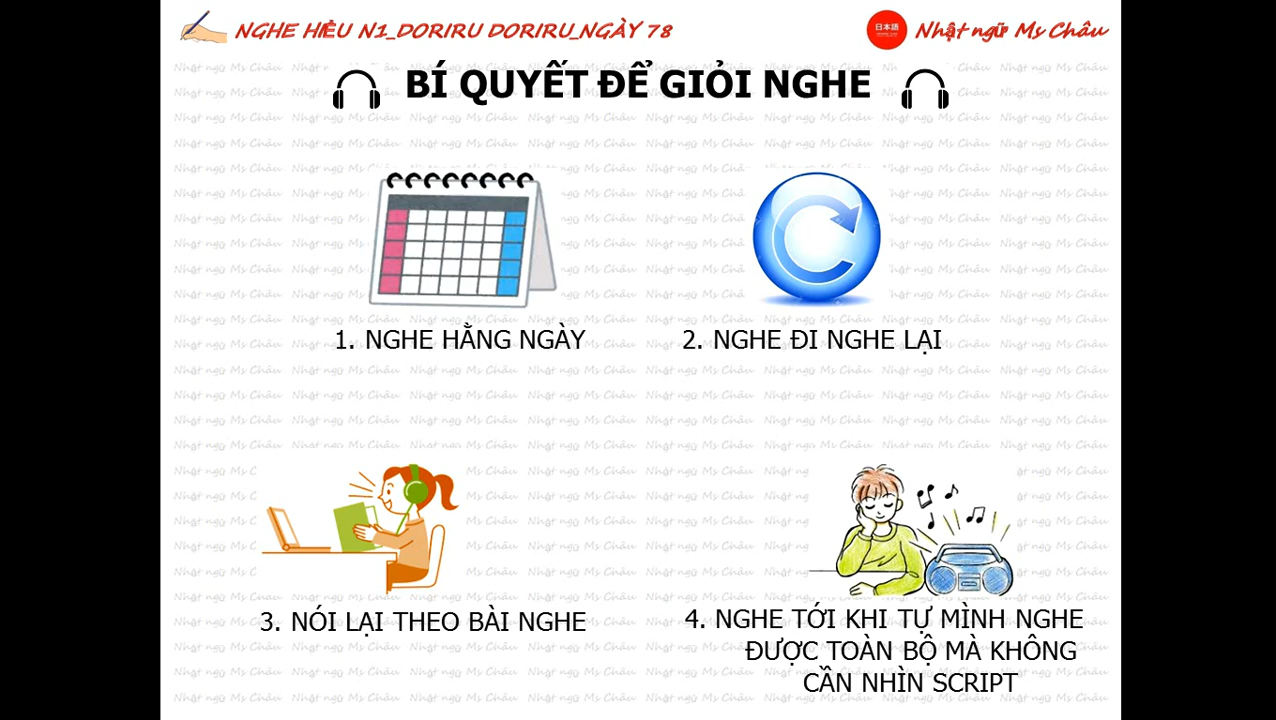 NGHE HIỂU N1_DORIRU DORIRU_NGÀY 78
日本語
Nhật ngữ Ms Châu
BÍ QUYẾT ĐỂ GIỎI NGHE
1. NGHE HẰNG NGÀY
2. NGHE ĐI NGHE LẠI
3. NÓI LẠI THEO BÀI NGHE
4. NGHE TỚI KHI TỰ MÌNH NGHE
ĐƯỢC TOÀN BỘ MÀ KHÔNG
CẦN NHÌN SCRIPT